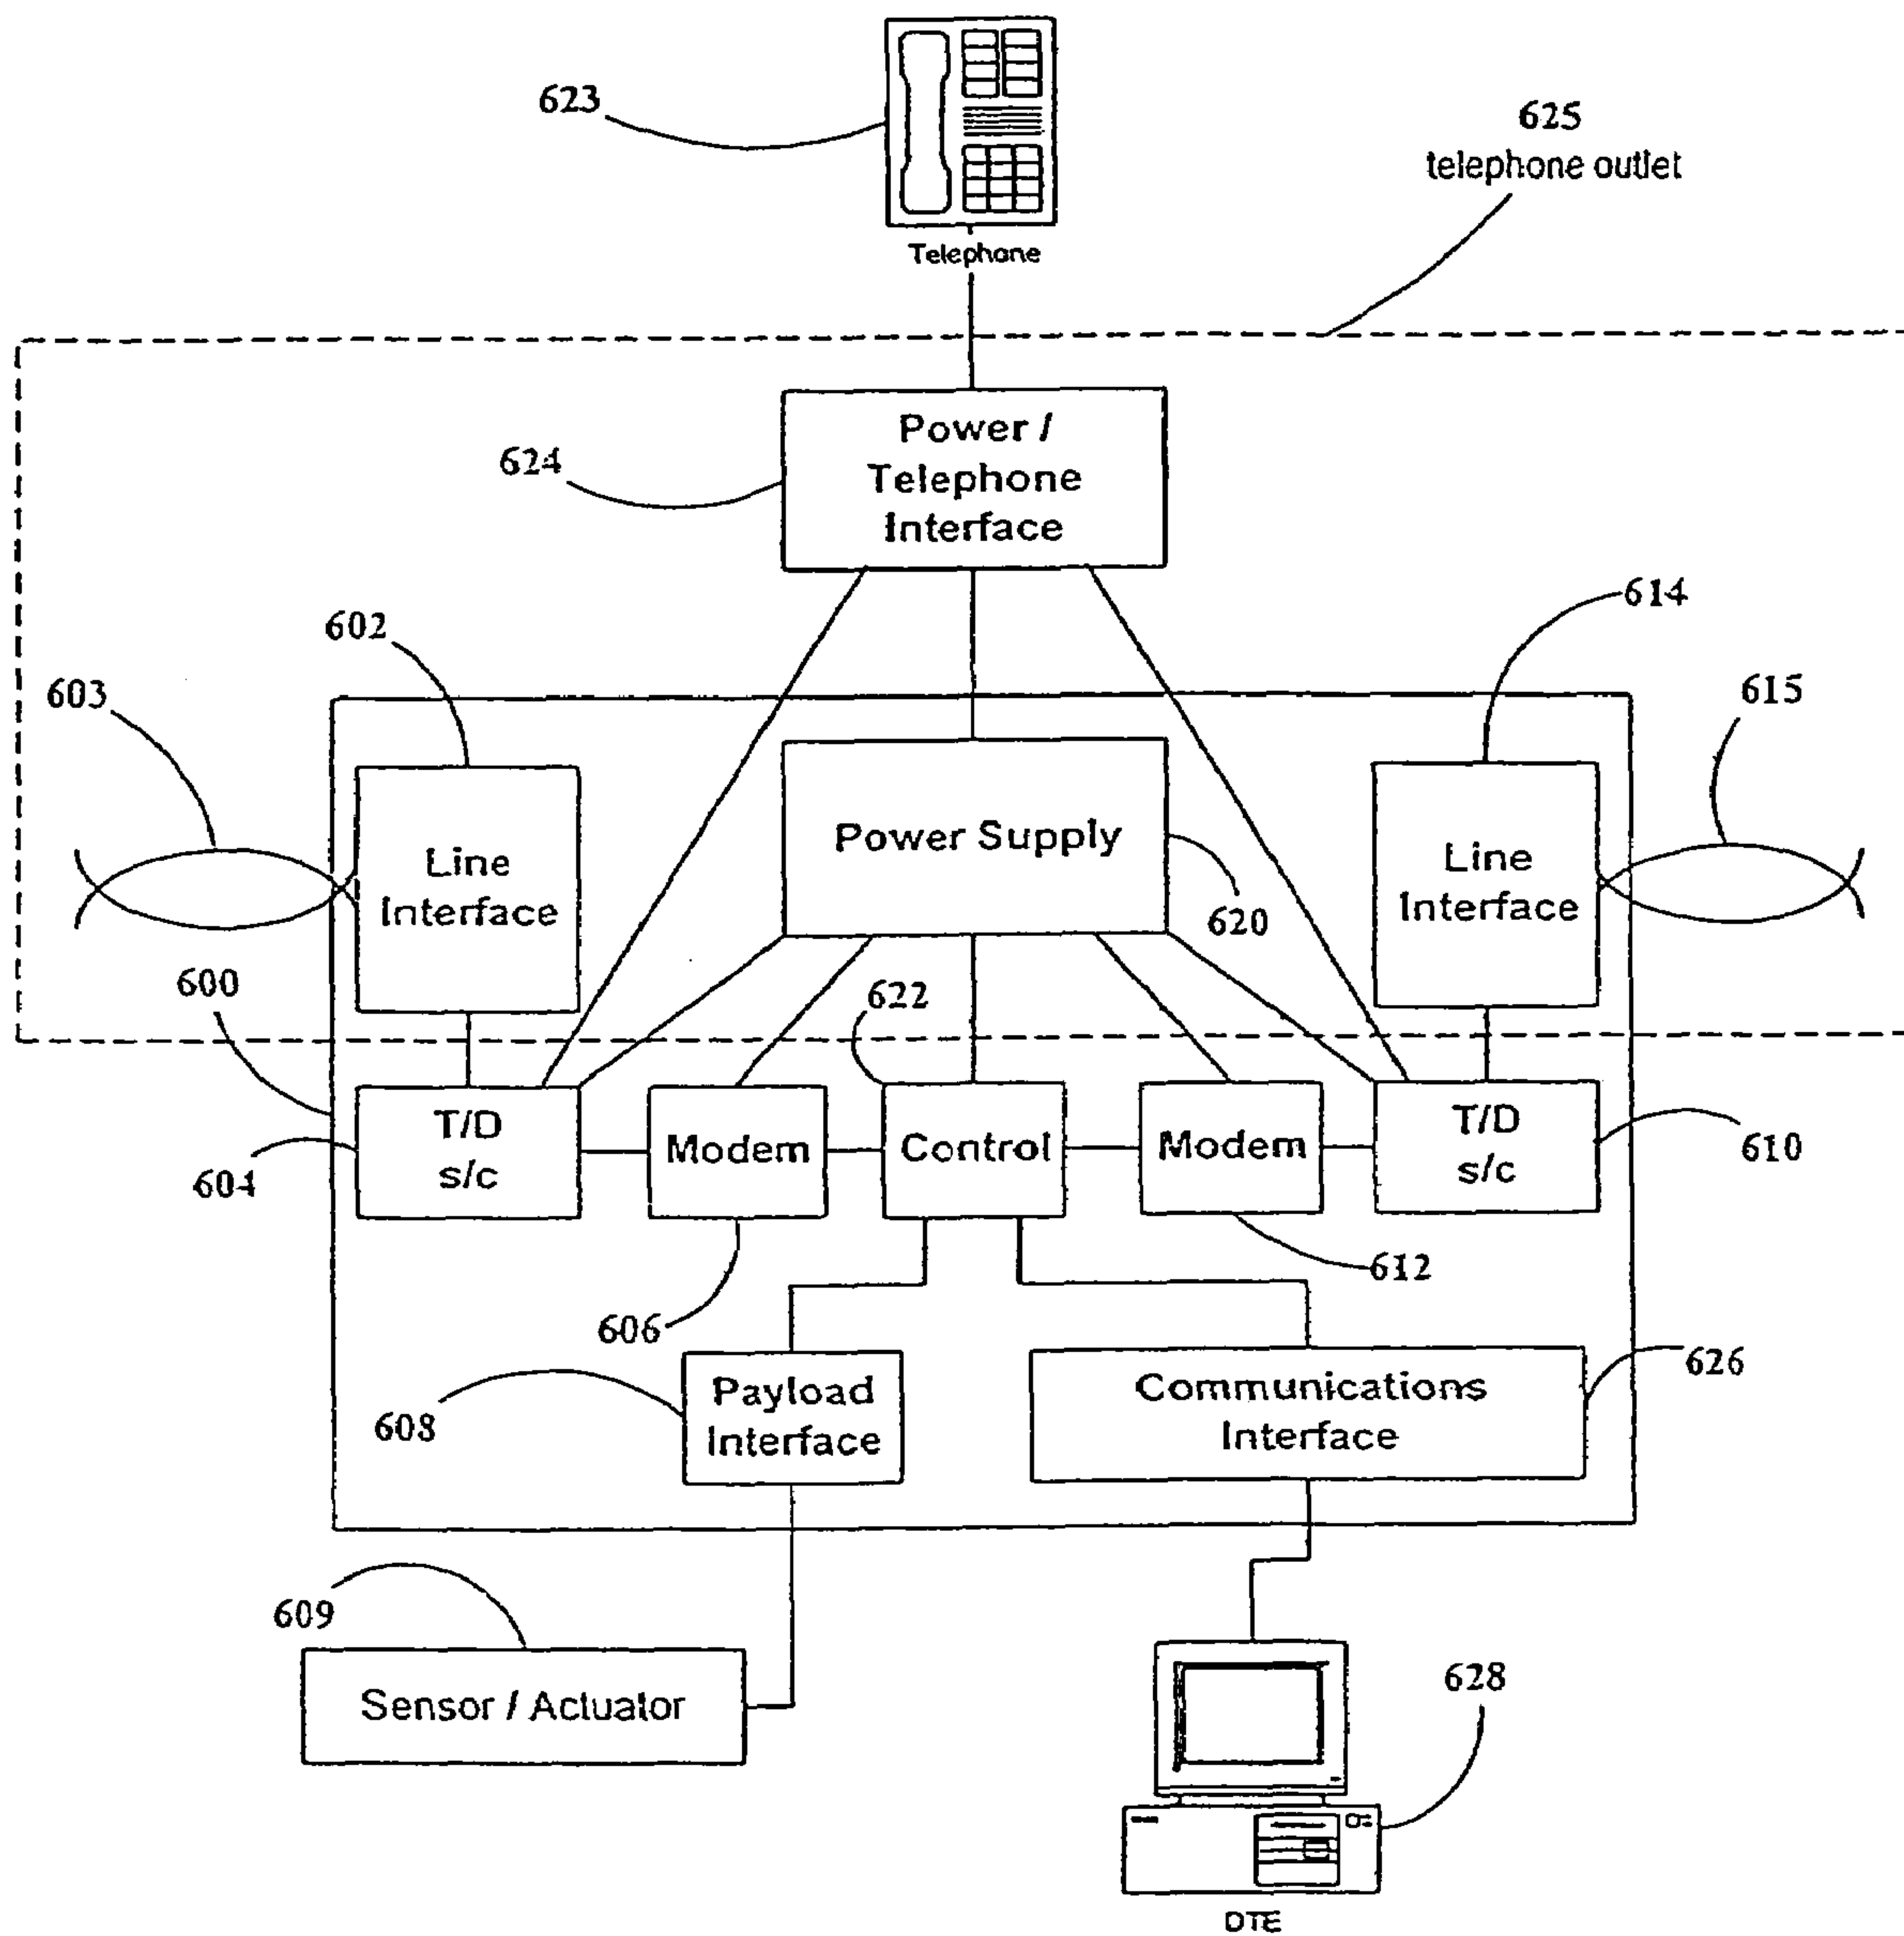 623
625
telephone outlet
Telephone
624
Power /
Telephone
Interface
602
614
603
615
Line
Interface
Power Supply
Line
Interface
620
600
622
T/D
s/c
Modem
Control
Modem
T/D
s/c
604
610
606
612
608
Payload
Interface
Communications
Interface
626
609
Sensor / Actuator
628
DTE